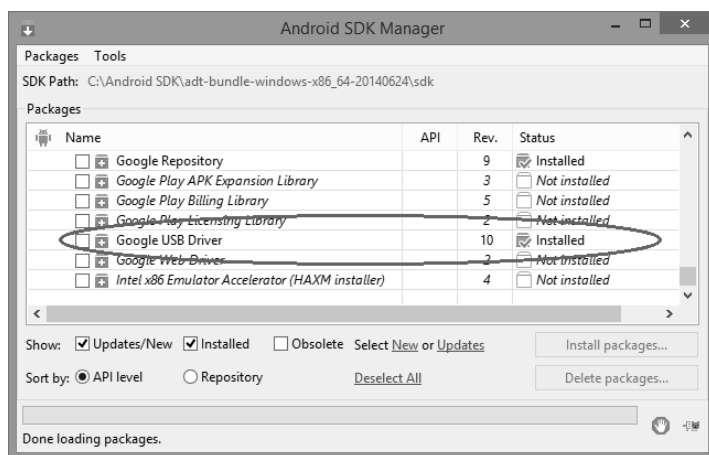 Android SDK Manager
Packages Tools
SDK Path: C:\Android SDK\adt-bundle-windows-x86_64-20140624\sdk
Packages
Name API Rev. Status
Google Repository 9 Installed
Google Play APK Expansion Library 3 Not installed
Google Play Billing Library 5 Not installed
Google Play Licensing Library 2 Not installed
Google USB Driver 10 Installed
Google Web Driver 2 Not installed
Intel x86 Emulator Accelerator (HAXM installer) 4 Not installed
Show: Updates/New Installed Obsolete Select New or Updates Install packages...
Sort by: API level Repository Deselect All Delete packages...
Done loading packages.